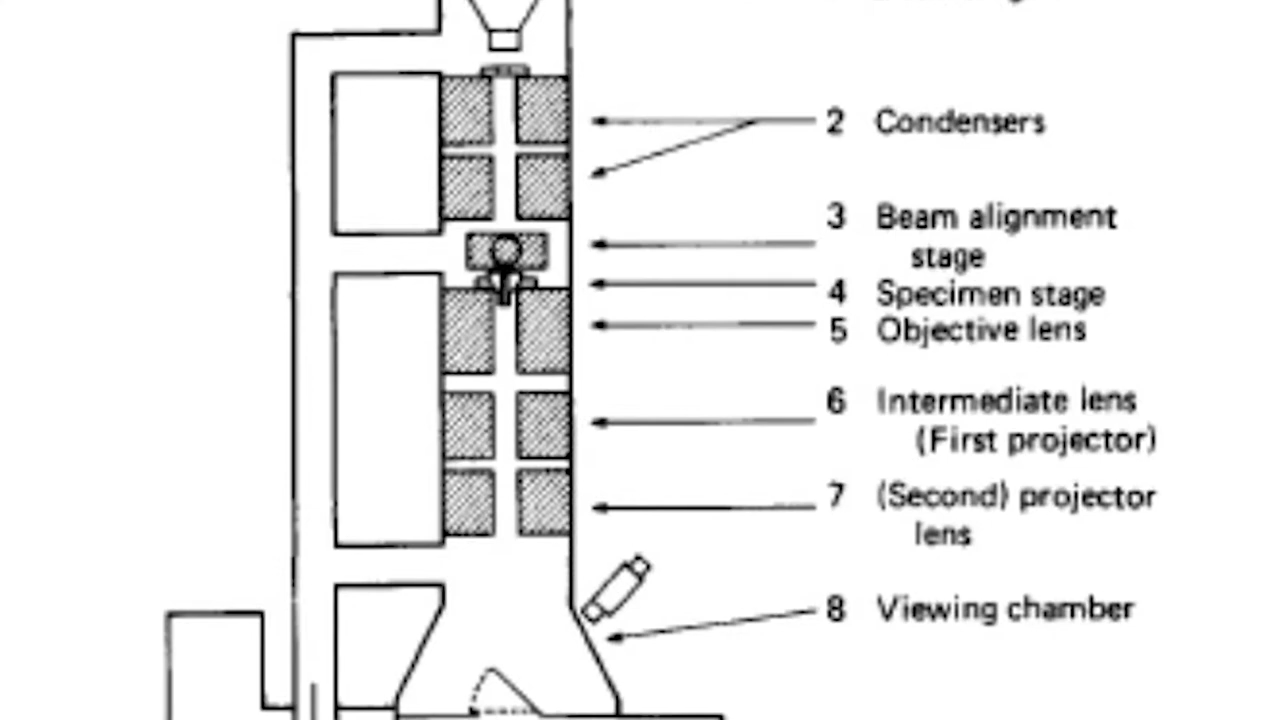 2 Condensers
3 Beam alignment
stage
4 Specimen stage
5 Objective lens
6 Intermediate lens
(First projector)
7 (Second) projector
lens
8 Viewing chamber